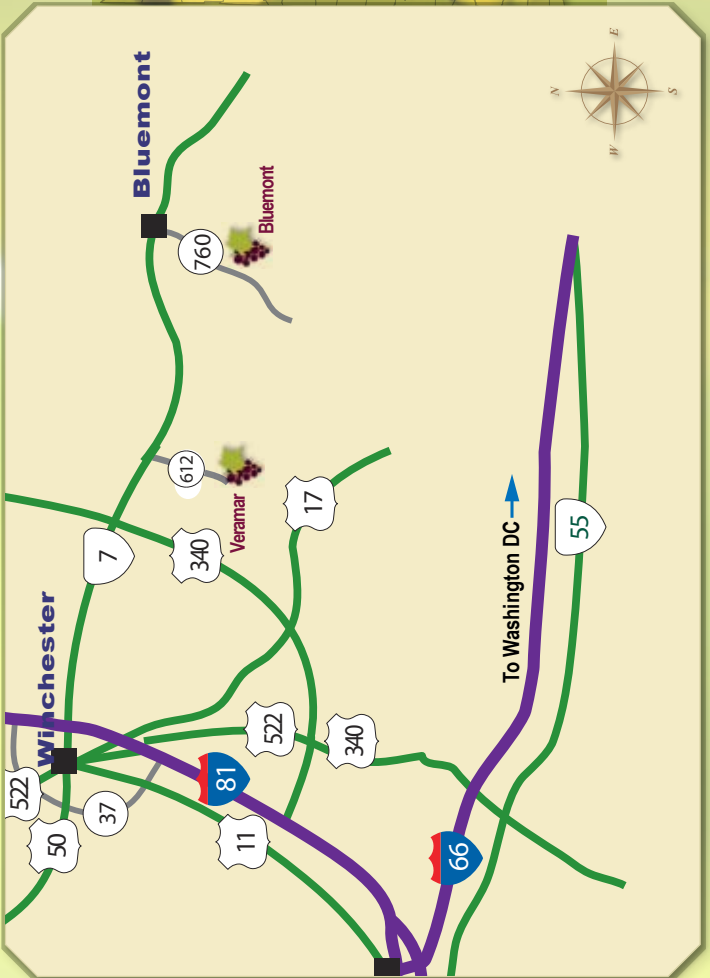 Bluemont
E
N
S
W
760
Bluemont
612
Veramar
17
7
340
To Washington DC
55
Winchester
522
340
522
81
37
50
11
66